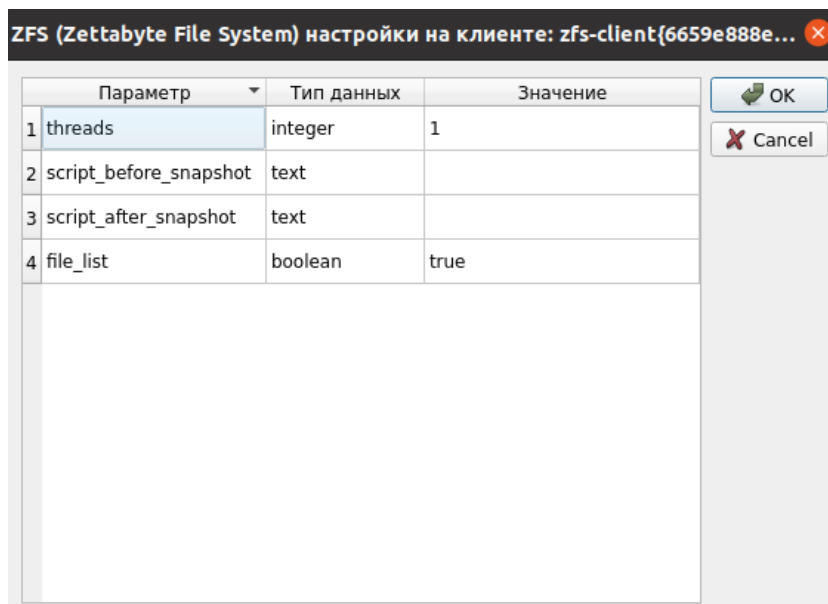 ZFS (Zettabyte File System) настройки на клиенте: zfs-client{6659e888e...
Параметр Тип данных Значение
1 threads integer 1
2 script_before_snapshot text
3 script_after_snapshot text
4 file_list boolean true
OK
Cancel